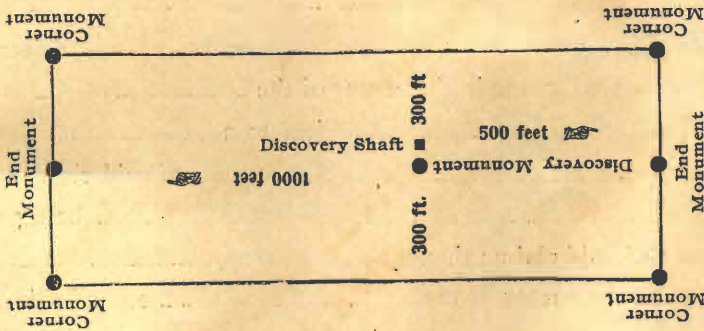 Corner
Monument
Corner
Monument
End
Monument
300 ft
500 feet
Discovery Shaft
Discovery Monument
1000 feet
300 ft.
End
Monument
Corner
Monument
Corner
Monument